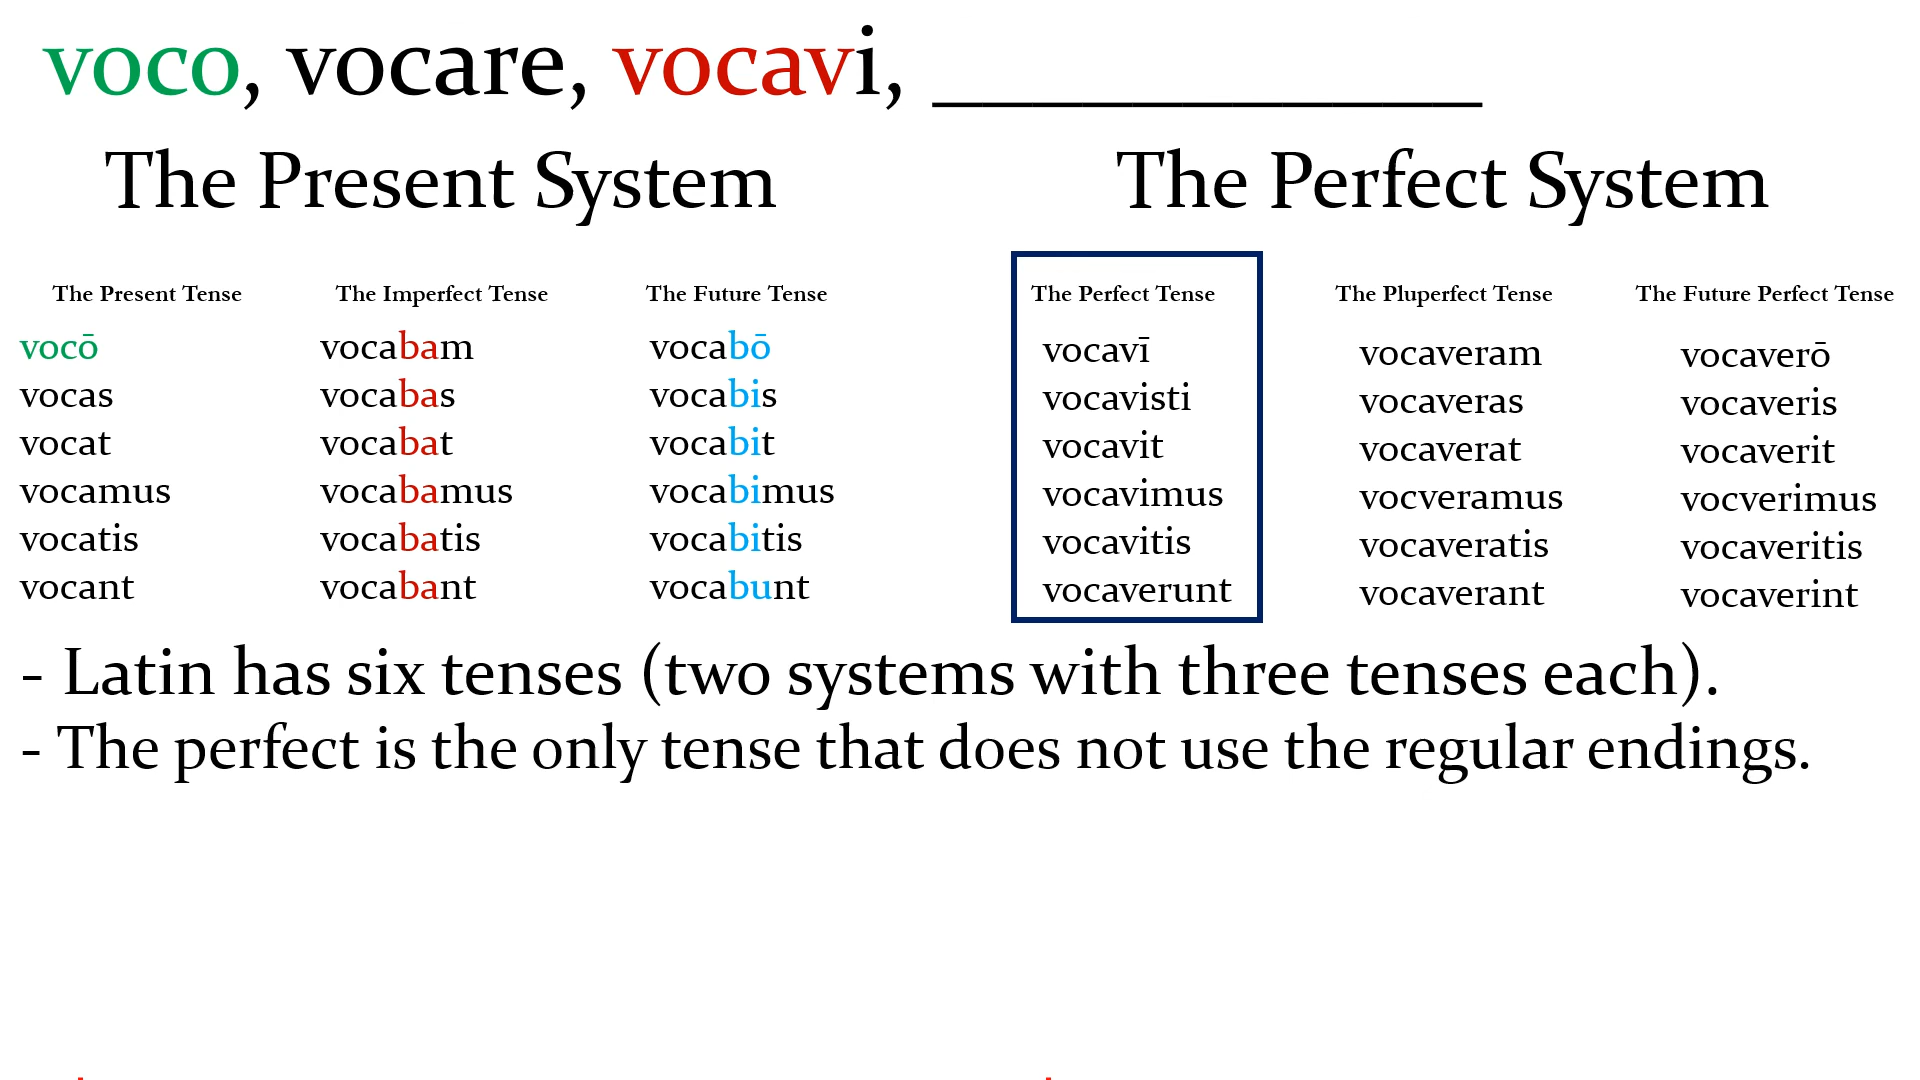 voco, vocare, vocavi, ___________
The Present System
The Perfect System
The Present Tense
vocō
vocas
vocat
vocamus
vocatis
vocant
The Imperfect Tense
vocabam
vocabas
vocabat
vocabamus
vocabatis
vocabant
The Future Tense
vocabō
vocabis
vocabit
vocabimus
vocabitis
vocabunt
The Perfect Tense
vocavī
vocavisti
vocavit
vocavimus
vocavitis
vocaverunt
The Pluperfect Tense
vocaveram
vocaveras
vocaverat
vocveramus
vocaveratis
vocaverant
The Future Perfect Tense
vocaverō
vocaveris
vocaverit
vocverimus
vocaveritis
vocaverint
- Latin has six tenses (two systems with three tenses each).
- The perfect is the only tense that does not use the regular endings.